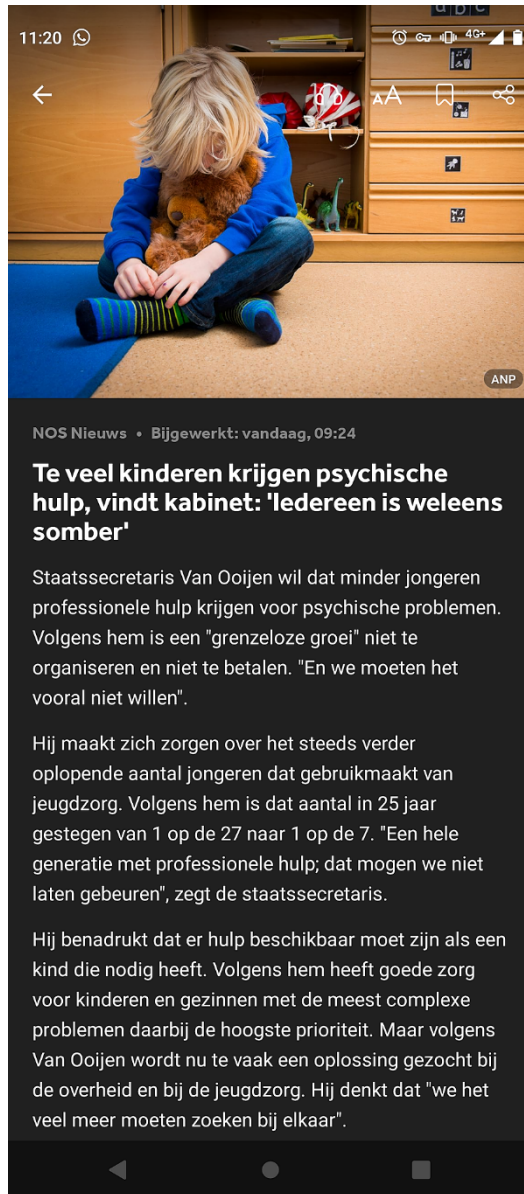 a b c
11:20
4G+
AA
ANP
NOS Nieuws • Bijgewerkt: vandaag, 09:24
Te veel kinderen krijgen psychische
hulp, vindt kabinet: 'Iedereen is weleens
somber'
Staatssecretaris Van Ooijen wil dat minder jongeren
professionele hulp krijgen voor psychische problemen.
Volgens hem is een "grenzeloze groei" niet te
organiseren en niet te betalen. "En we moeten het
vooral niet willen".
Hij maakt zich zorgen over het steeds verder
oplopende aantal jongeren dat gebruikmaakt van
jeugdzorg. Volgens hem is dat aantal in 25 jaar
gestegen van 1 op de 27 naar 1 op de 7. "Een hele
generatie met professionele hulp; dat mogen we niet
laten gebeuren", zegt de staatssecretaris.
Hij benadrukt dat er hulp beschikbaar moet zijn als een
kind die nodig heeft. Volgens hem heeft goede zorg
voor kinderen en gezinnen met de meest complexe
problemen daarbij de hoogste prioriteit. Maar volgens
Van Ooijen wordt nu te vaak een oplossing gezocht bij
de overheid en bij de jeugdzorg. Hij denkt dat "we het
veel meer moeten zoeken bij elkaar".